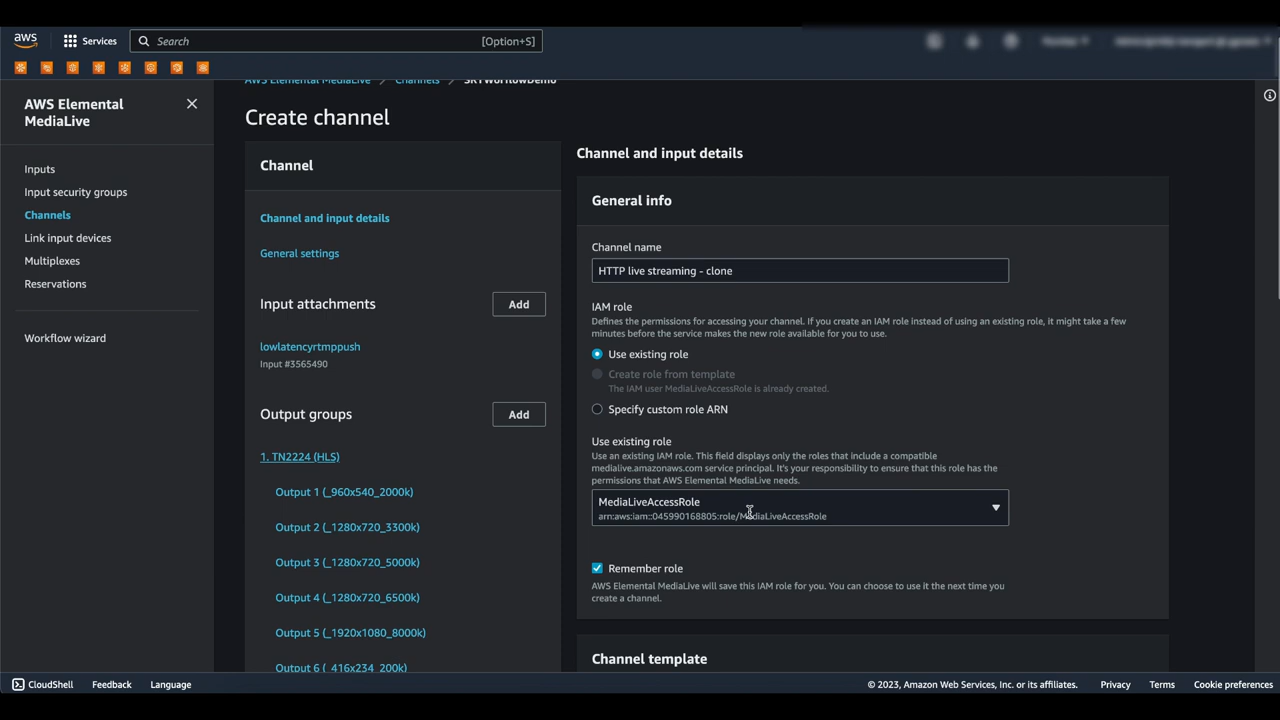 aws
Services
Search
[Option+S]
AWS Elemental MediaLive
Channels
SRTWorflowDemo
AWS Elemental
MediaLive
Inputs
Input security groups
Channels
Link input devices
Multiplexes
Reservations
Workflow wizard
Create channel
Channel
Channel and input details
General settings
Input attachments
Add
lowlatencyrtmppush
Input #3565490
Output groups
Add
1. TN2224 (HLS)
Output 1 (_960x540_2000k)
Output 2 (_1280x720_3300k)
Output 3 (_1280x720_5000k)
Output 4 (_1280x720_6500k)
Output 5 (_1920x1080_8000k)
Output 6 (_416x234_200k)
Channel and input details
General info
Channel name
HTTP live streaming - clone
IAM role
Defines the permissions for accessing your channel. If you create an IAM role instead of using an existing role, it might take a few
minutes before the service makes the new role available for you to use.
Use existing role
Create role from template
The IAM user MediaLiveAccessRole is already created.
Specify custom role ARN
Use existing role
Use an existing IAM role. This field displays only the roles that include a compatible
medialive.amazonaws.com service principal. It's your responsibility to ensure that this role has the
permissions that AWS Elemental MediaLive needs.
MediaLiveAccessRole
arn:aws:iam::045990168805:role/MediaLiveAccessRole
Remember role
AWS Elemental MediaLive will save this IAM role for you. You can choose to use it the next time you
create a channel.
Channel template
CloudShell
Feedback
Language
© 2023, Amazon Web Services, Inc. or its affiliates.
Privacy
Terms
Cookie preferences